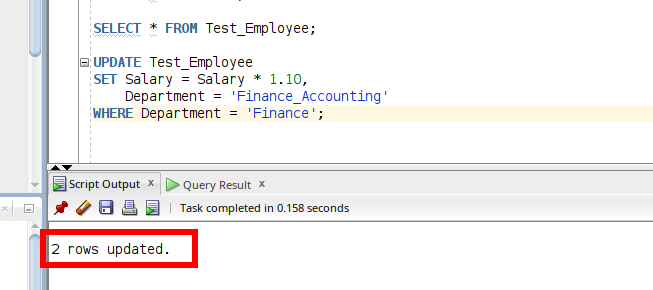 SELECT * FROM Test_Employee;
UPDATE Test_Employee
SET Salary = Salary * 1.10,
Department = 'Finance_Accounting'
WHERE Department = 'Finance';
Script Output x Query Result x
Task completed in 0.158 seconds
2 rows updated.